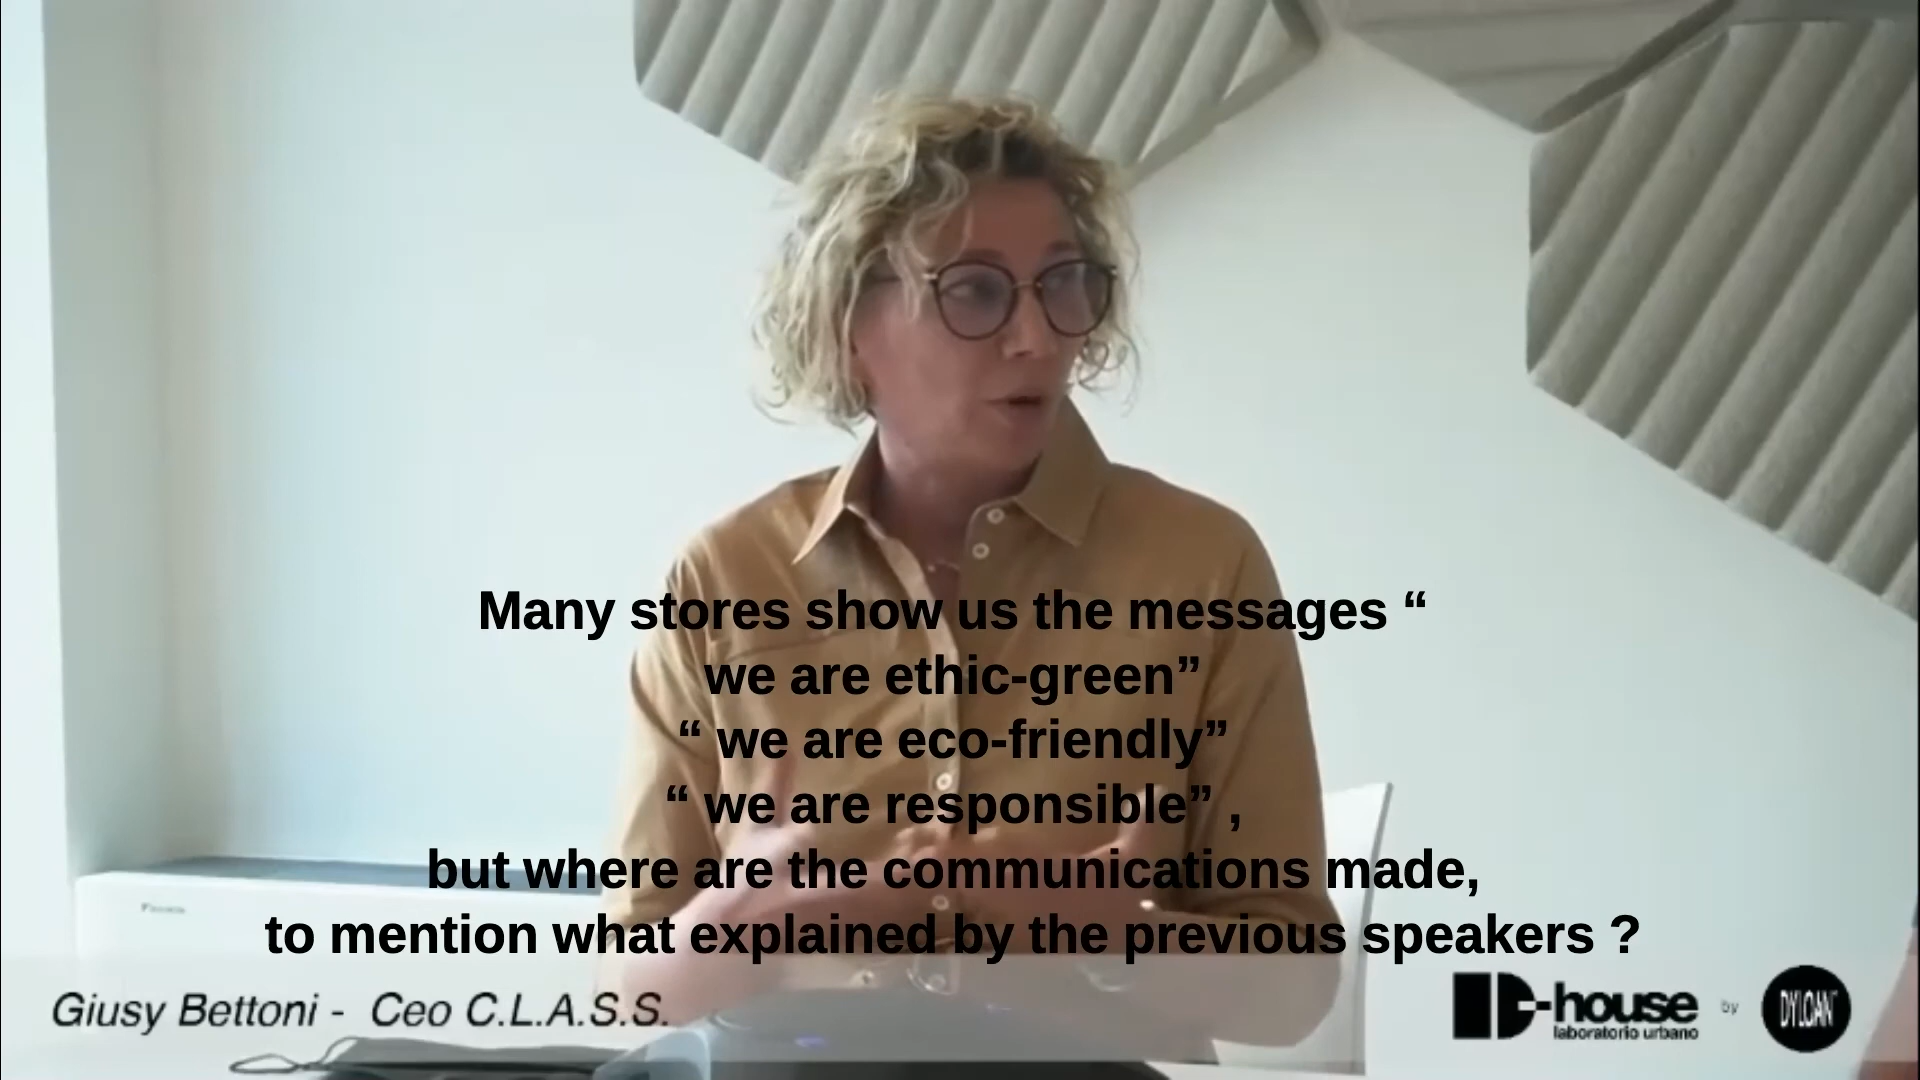 Many stores show us the messages “
we are ethic-green”
“ we are eco-friendly”
“ we are responsible” ,
but where are the communications made,
to mention what explained by the previous speakers ?
Giusy Bettoni - Ceo C.L.A.S.S.
D-house
laboratorio urbano
by
DYLOAN